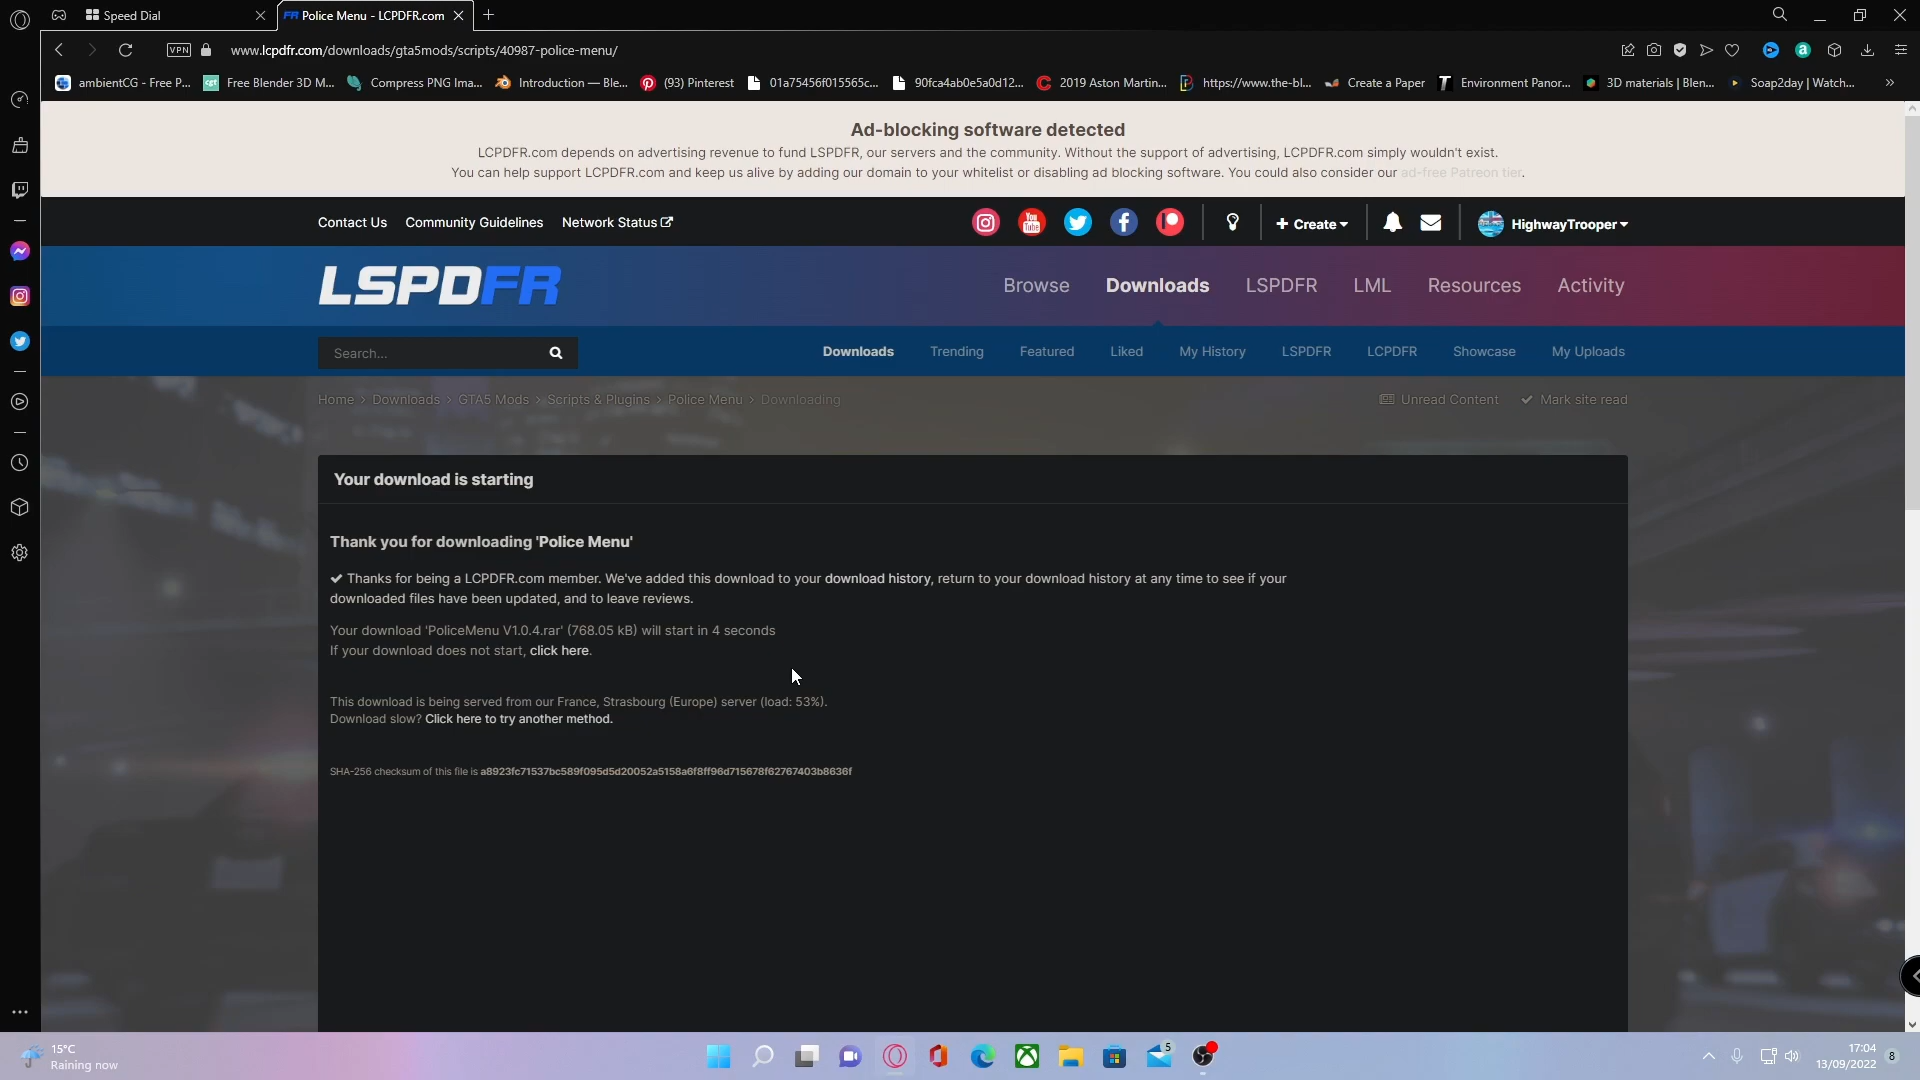 Speed Dial
Police Menu - LCPDFR.com
VPN
www.lcpdfr.com/downloads/gta5mods/scripts/40987-police-menu/
ambientCG - Free P...
Free Blender 3D M...
Compress PNG Ima...
Introduction — Ble...
(93) Pinterest
01a75456f015565c...
90fca4ab0e5a0d12...
2019 Aston Martin...
https://www.the-bl...
Create a Paper
Environment Panor...
3D materials | Blen...
Soap2day | Watch...
Ad-blocking software detected
LCPDFR.com depends on advertising revenue to fund LSPDFR, our servers and the community. Without the support of advertising, LCPDFR.com simply wouldn't exist.
You can help support LCPDFR.com and keep us alive by adding our domain to your whitelist or disabling ad blocking software. You could also consider our ad-free Patreon tier.
Contact Us
Community Guidelines
Network Status
You Tube
+ Create
HighwayTrooper
LSPDFR
Browse
Downloads
LSPDFR
LML
Resources
Activity
Search...
Downloads
Trending
Featured
Liked
My History
LSPDFR
LCPDFR
Showcase
My Uploads
Home > Downloads > GTA5 Mods > Scripts & Plugins > Police Menu > Downloading
Unread Content
Mark site read
Your download is starting
Thank you for downloading 'Police Menu'
Thanks for being a LCPDFR.com member. We've added this download to your download history, return to your download history at any time to see if your
downloaded files have been updated, and to leave reviews.
Your download 'PoliceMenu V1.0.4.rar' (768.05 kB) will start in 4 seconds
If your download does not start, click here.
This download is being served from our France, Strasbourg (Europe) server (load: 53%).
Download slow? Click here to try another method.
SHA-256 checksum of this file is a8923fc71537bc589f095d5d20052a5158a6f8ff96d715678f62767403b8636f
15°C
Raining now
5
17:04
13/09/2022
8